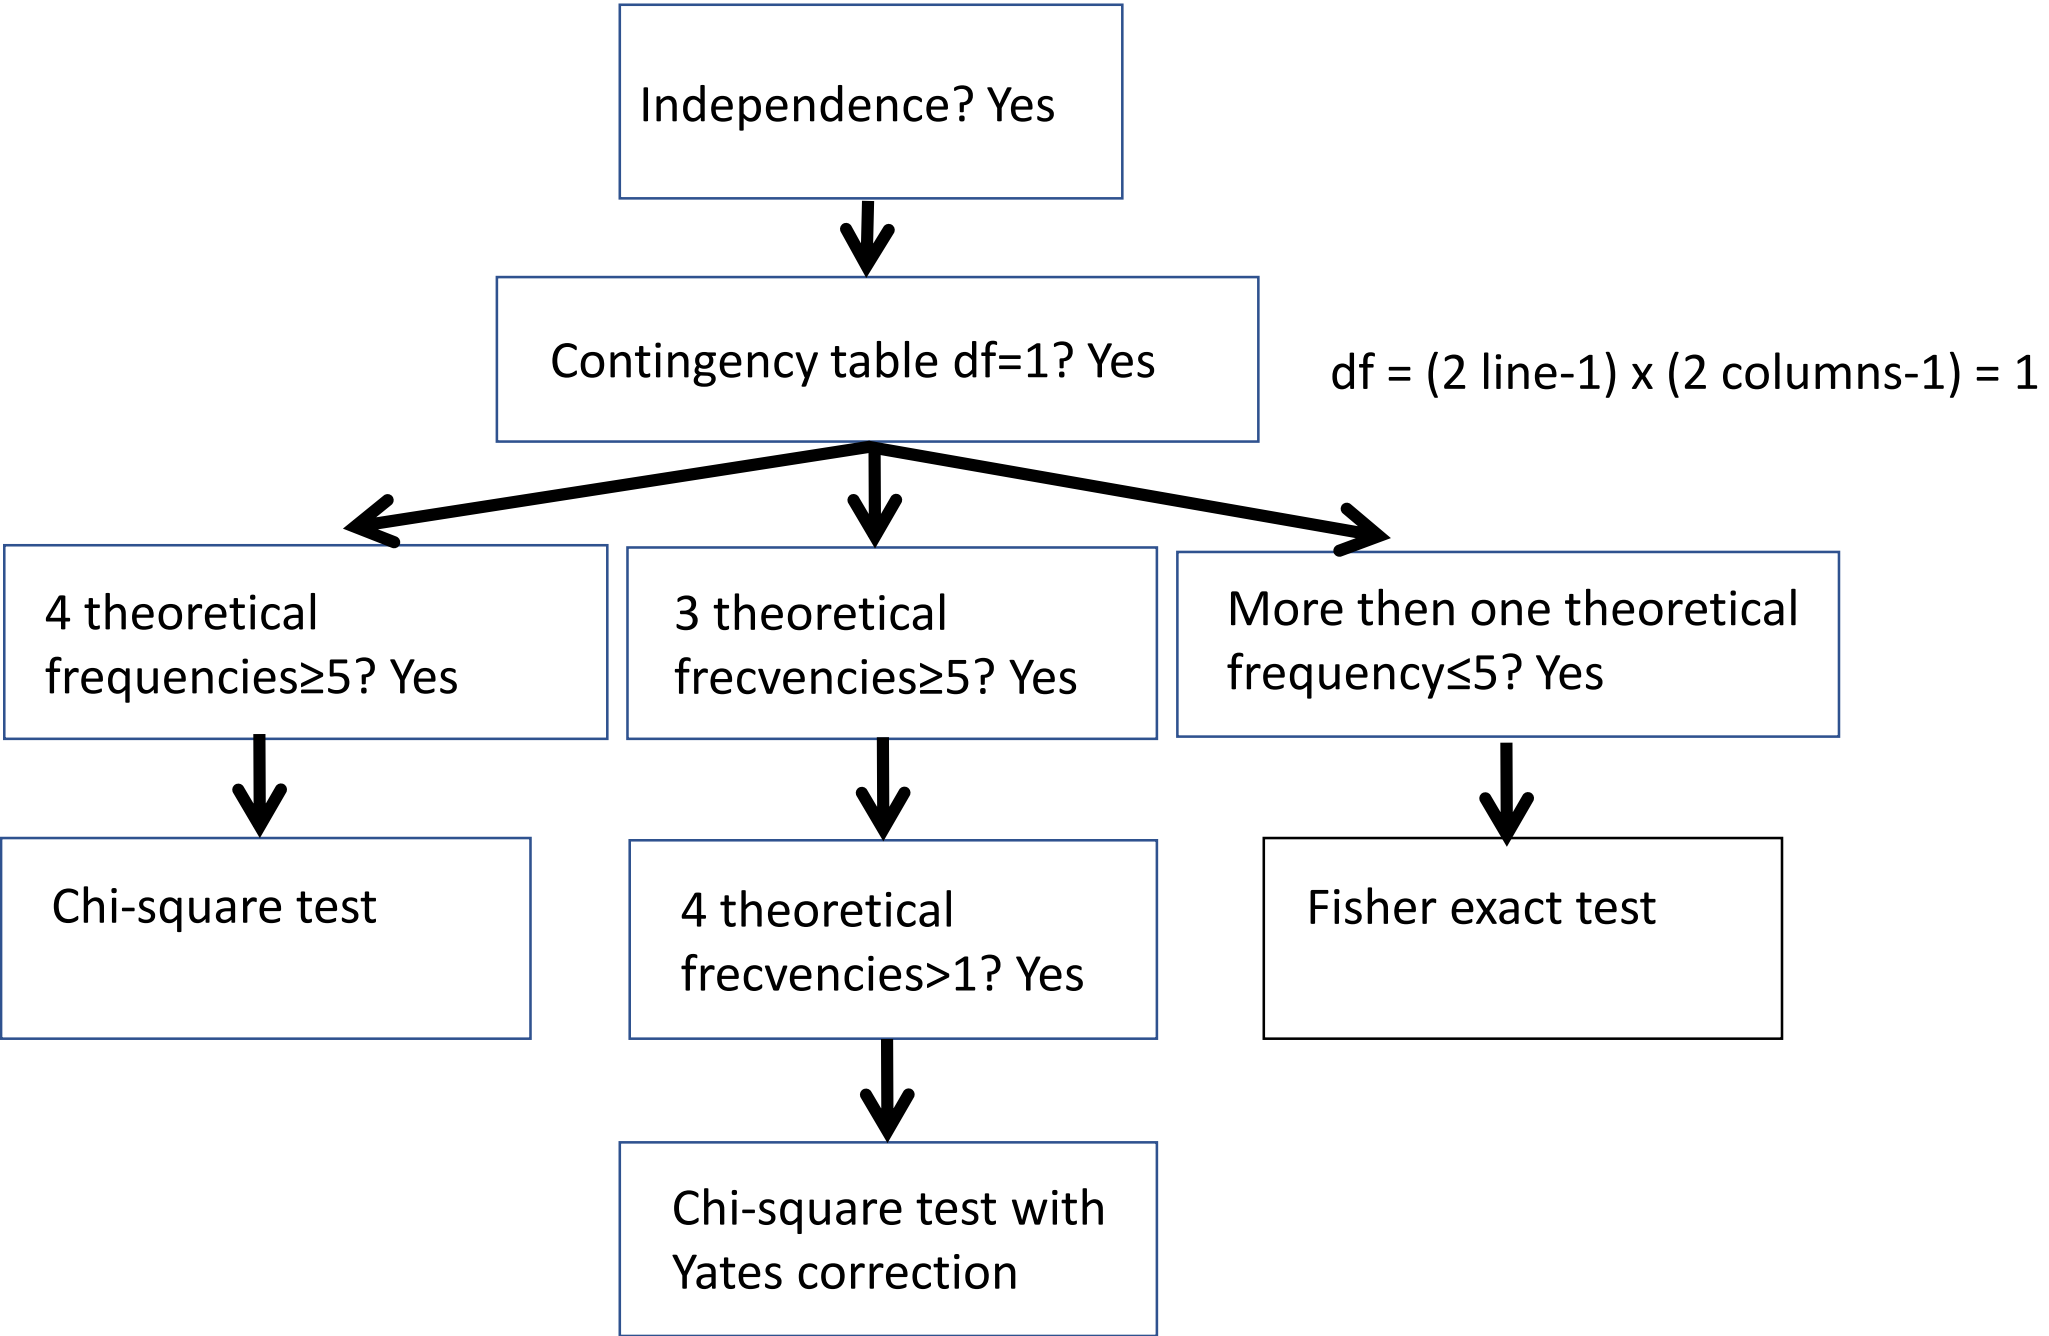 Independence? Yes
Contingency table df=1? Yes
df = (2 line-1) x (2 columns-1) = 1
4 theoretical
frequencies≥5? Yes
3 theoretical
frecvencies≥5? Yes
More then one theoretical
frequency≤5? Yes
Chi-square test
4 theoretical
frecvencies>1? Yes
Fisher exact test
Chi-square test with
Yates correction